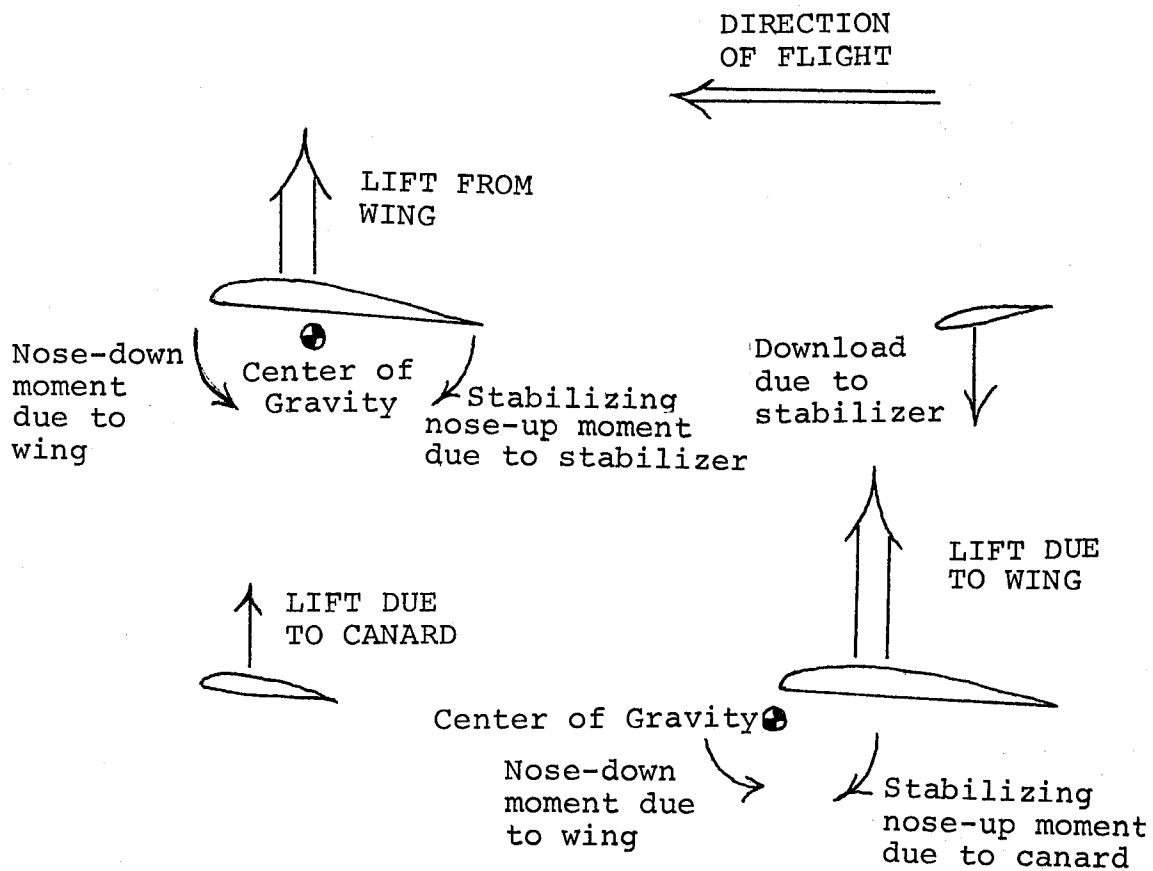 DIRECTION
OF FLIGHT
LIFT FROM
WING
Nose-down
moment
due to
wing
Center of
Gravity
Stabilizing
nose-up moment
due to stabilizer
Download
due to
stabilizer
LIFT DUE
TO CANARD
LIFT DUE
TO WING
Center of Gravity
Nose-down
moment due
to wing
Stabilizing
nose-up moment
due to canard